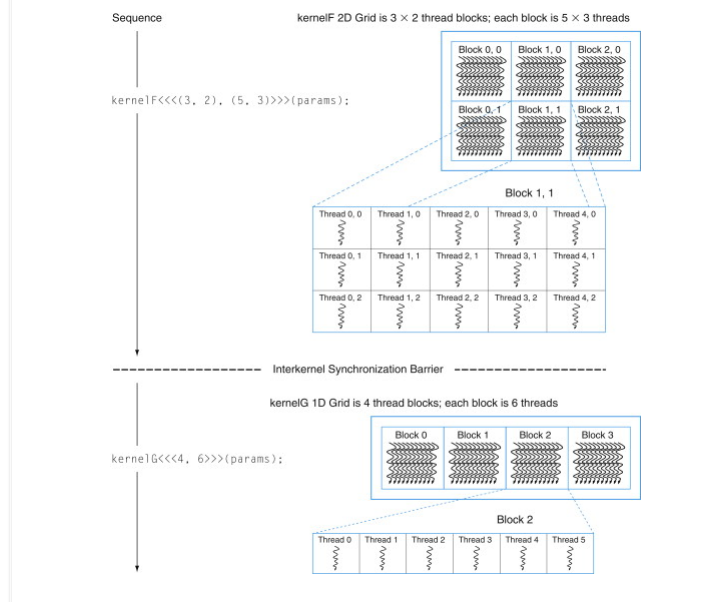 Sequence
kernelF 2D Grid is 3 × 2 thread blocks; each block is 5 × 3 threads
Block 0, 0 Block 1, 0 Block 2, 0
kernelF<<<(3, 2), (5, 3)>>>(params);
Block 0, 1 Block 1, 1 Block 2, 1
Block 1, 1
Thread 0, 0 Thread 1, 0 Thread 2, 0 Thread 3, 0 Thread 4, 0
Thread 0, 1 Thread 1, 1 Thread 2, 1 Thread 3, 1 Thread 4, 1
Thread 0, 2 Thread 1, 2 Thread 2, 2 Thread 3, 2 Thread 4, 2
Interkernel Synchronization Barrier
kernelG 1D Grid is 4 thread blocks; each block is 6 threads
Block 0 Block 1 Block 2 Block 3
kernelG<<<4, 6>>>(params);
Block 2
Thread 0 Thread 1 Thread 2 Thread 3 Thread 4 Thread 5